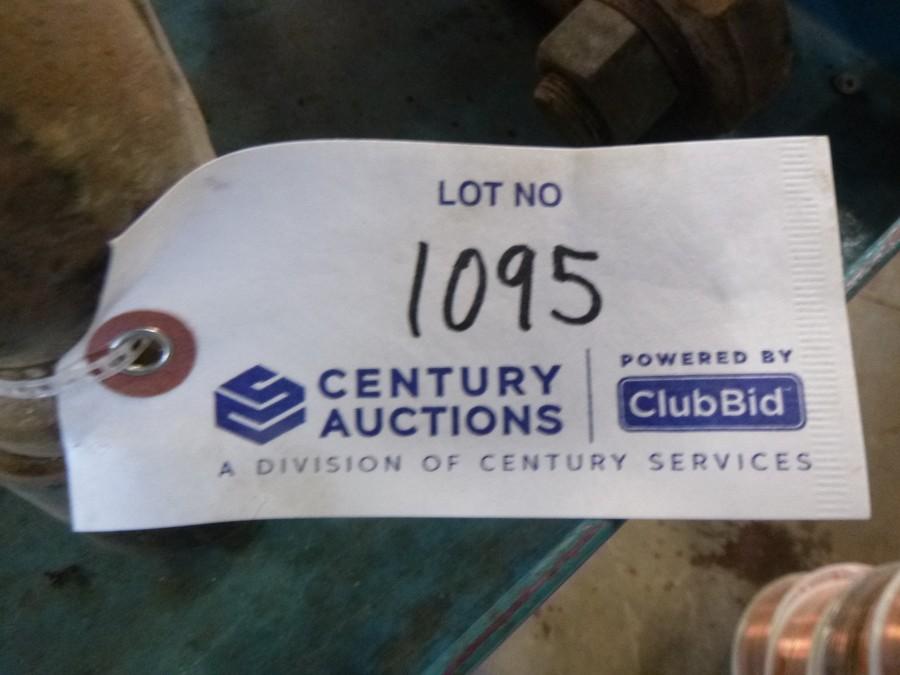 LOT NO
1095
CENTURY
AUCTIONS
POWERED BY
ClubBid
A DIVISION OF CENTURY SERVICES